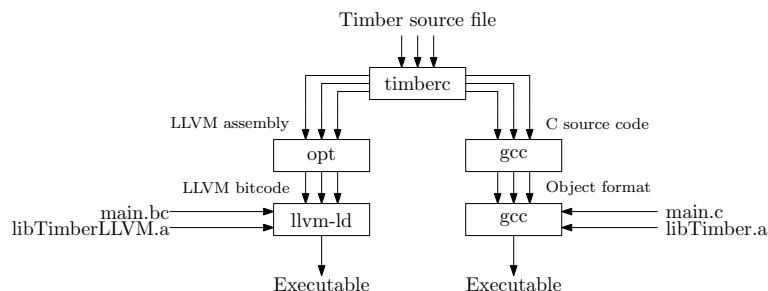 Timber source file
timberc
LLVM assembly
C source code
opt
gcc
LLVM bitcode
Object format
main.bc
libTimberLLVM.a
llvm-ld
gcc
main.c
libTimber.a
Executable
Executable